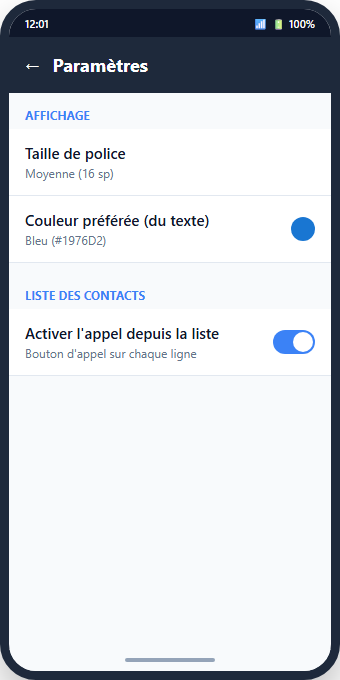 12:01 100%
← Paramètres
AFFICHAGE
Taille de police
Moyenne (16 sp)
Couleur préférée (du texte)
Bleu (#1976D2)
LISTE DES CONTACTS
Activer l'appel depuis la liste
Bouton d'appel sur chaque ligne